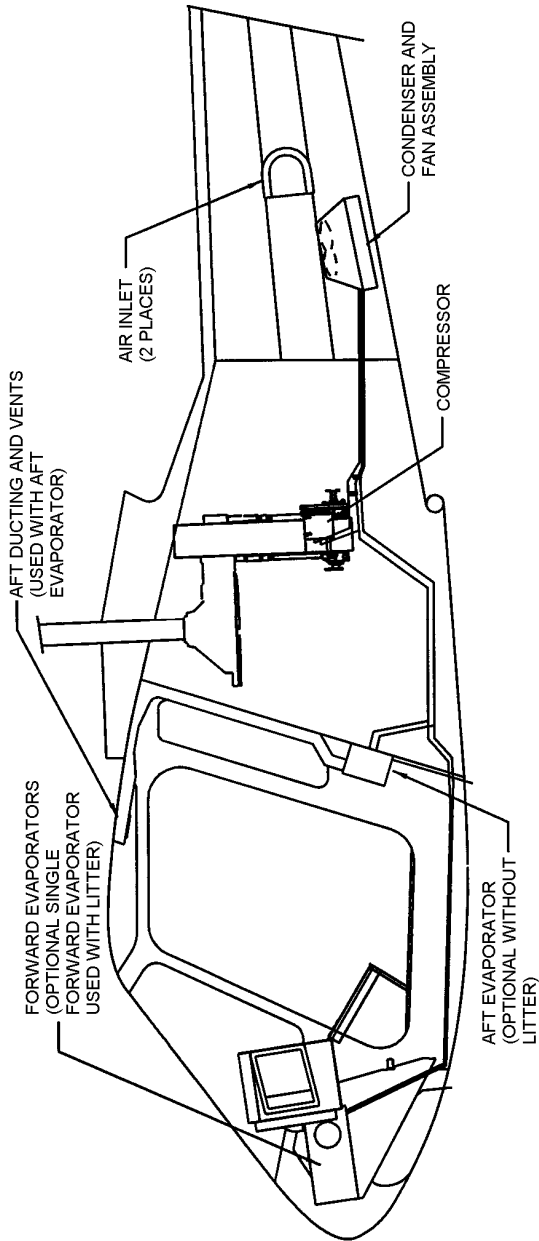 FORWARD EVAPORATORS
(OPTIONAL SINGLE
FORWARD EVAPORATOR
USED WITH LITTER)
AFT DUCTING AND VENTS
(USED WITH AFT
EVAPORATOR)
AIR INLET
(2 PLACES)
CONDENSER AND
FAN ASSEMBLY
COMPRESSOR
AFT EVAPORATOR
(OPTIONAL WITHOUT
LITTER)